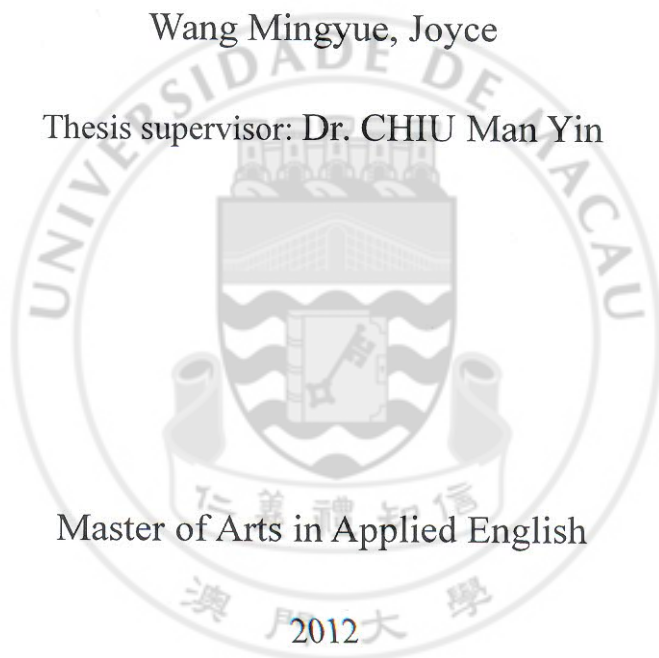 Wang Mingyue, Joyce
UNIVERSIDADE DE MACAU
Thesis supervisor: Dr. CHIU Man Yin
仁義禮知信
Master of Arts in Applied English
澳門大學
2012